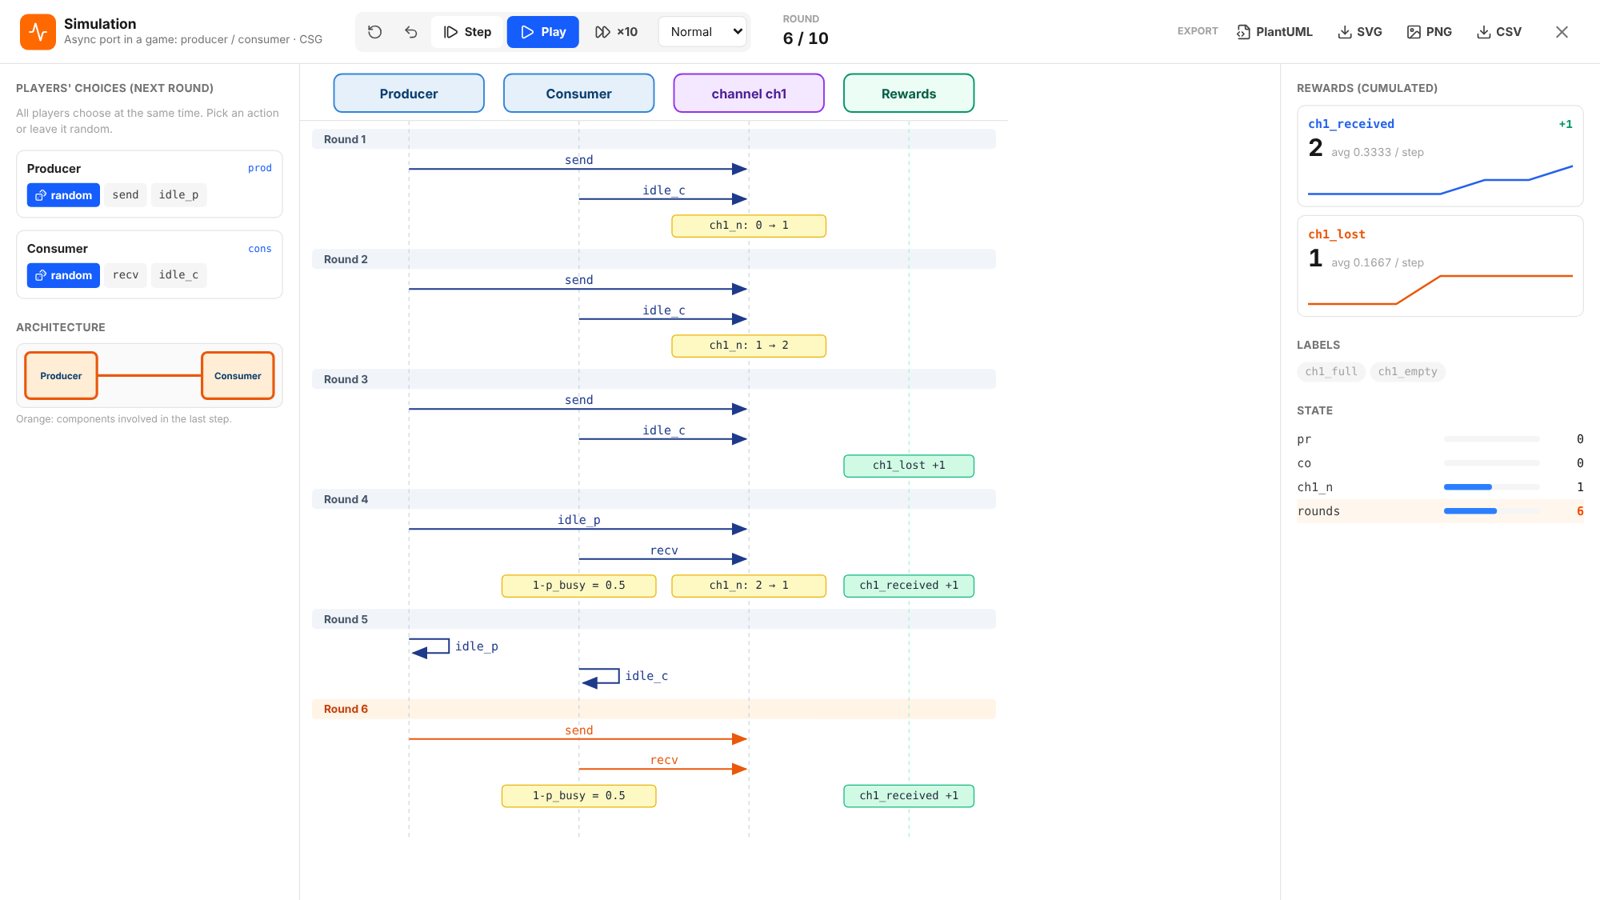 Simulation
Async port in a game: producer / consumer · CSG
Step
Play
×10
Normal
ROUND
6 / 10
EXPORT
PlantUML
SVG
PNG
CSV
PLAYERS' CHOICES (NEXT ROUND)
All players choose at the same time. Pick an action
or leave it random.
Producer
prod
random
send
idle_p
Consumer
cons
random
recv
idle_c
ARCHITECTURE
Producer
Consumer
Orange: components involved in the last step.
Producer
Consumer
channel ch1
Rewards
Round 1
send
idle_c
ch1_n: 0 → 1
Round 2
send
idle_c
ch1_n: 1 → 2
Round 3
send
idle_c
ch1_lost +1
Round 4
idle_p
recv
1-p_busy = 0.5
ch1_n: 2 → 1
ch1_received +1
Round 5
idle_p
idle_c
Round 6
send
recv
1-p_busy = 0.5
ch1_received +1
REWARDS (CUMULATED)
ch1_received
+1
2 avg 0.3333 / step
ch1_lost
1 avg 0.1667 / step
LABELS
ch1_full
ch1_empty
STATE
pr 0
co 0
ch1_n 1
rounds 6